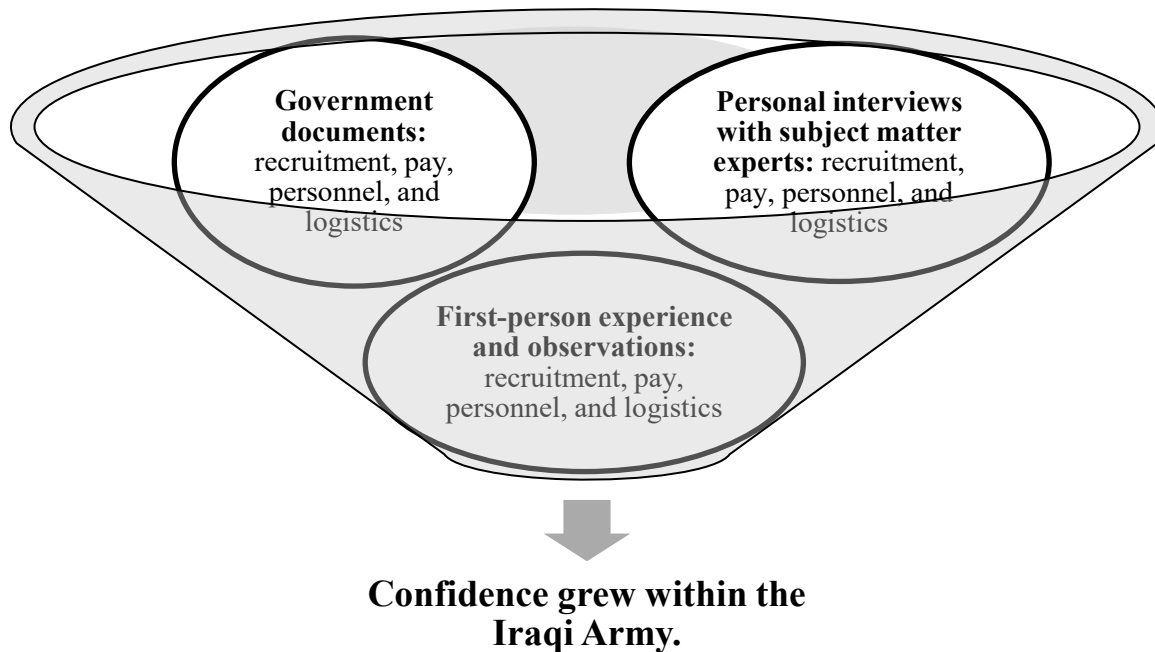 Government
documents:
recruitment, pay,
personnel, and
logistics
Personal interviews
with subject matter
experts: recruitment,
pay, personnel, and
logistics
First-person experience
and observations:
recruitment, pay,
personnel, and logistics
Confidence grew within the
Iraqi Army.